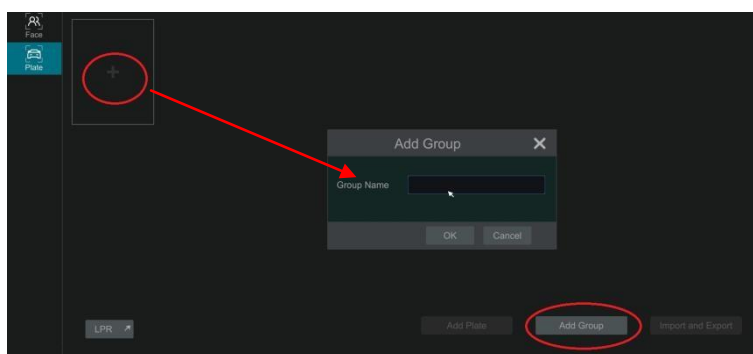 Face
Plate
+
Add Group
Group Name
OK Cancel
LPR
Add Plate Add Group Import and Export